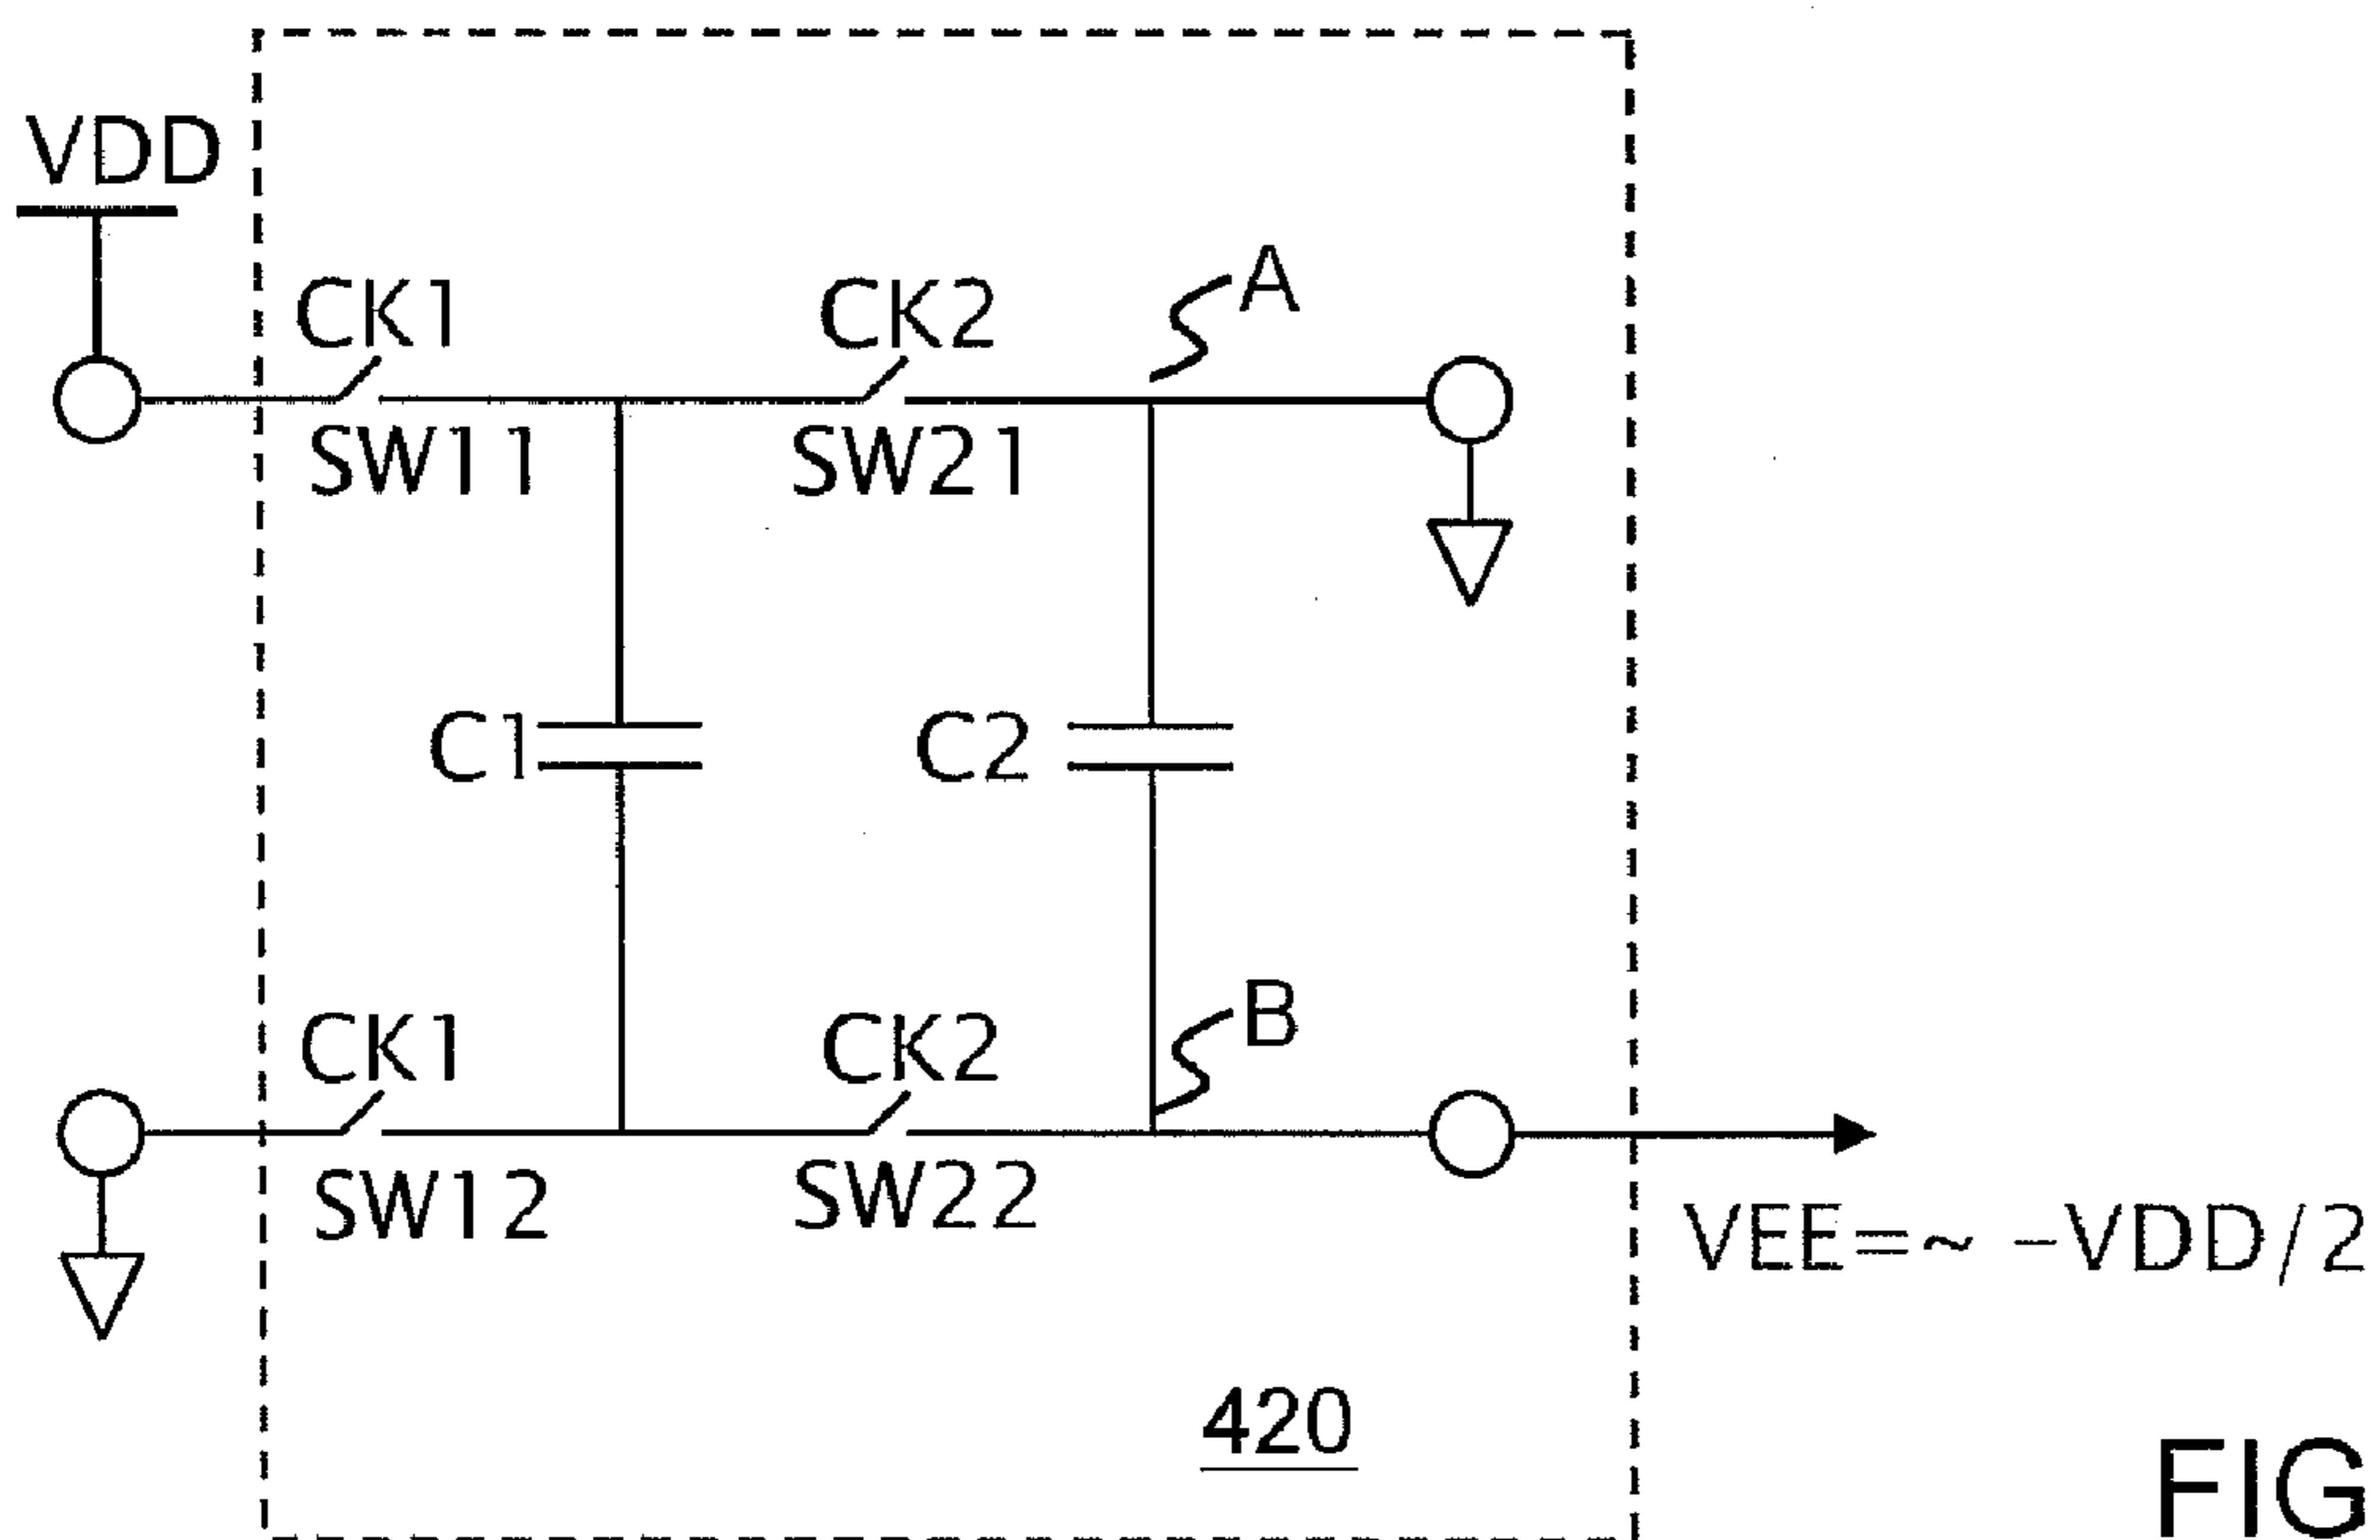 VDD
CK1
CK2
A
SW11
SW21
C1
C2
CK1
CK2
B
SW12
SW22
VEE=~ -VDD/2
420
FIG